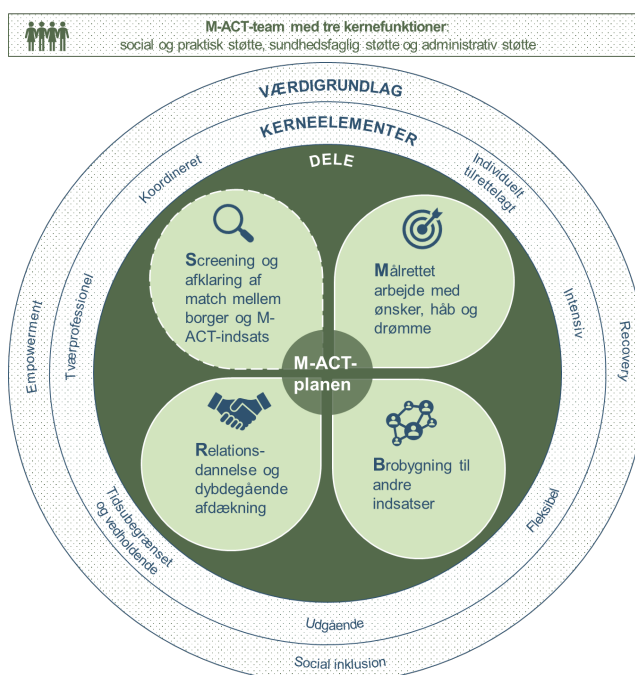 M-ACT-team med tre kernefunktioner:
social og praktisk støtte, sundhedsfaglig støtte og administrativ støtte
VÆRDIGRUNDLAG
KERNEELEMENTER
DELE
Koordineret
Individuelt
tilrettelagt
Screening og
afklaring af
match mellem
borger og M-
ACT-indsats
Målrettet
arbejde med
ønsker, håb og
drømme
Empowerment
Tværprofessionel
Intensiv
Recovery
M-ACT-
planen
Relations-
dannelse og
dybdegående
afdækning
Brobygning til
andre
indsatser
Tidsubegrænset
og vedholdende
Fleksibel
Udgående
Social inklusion